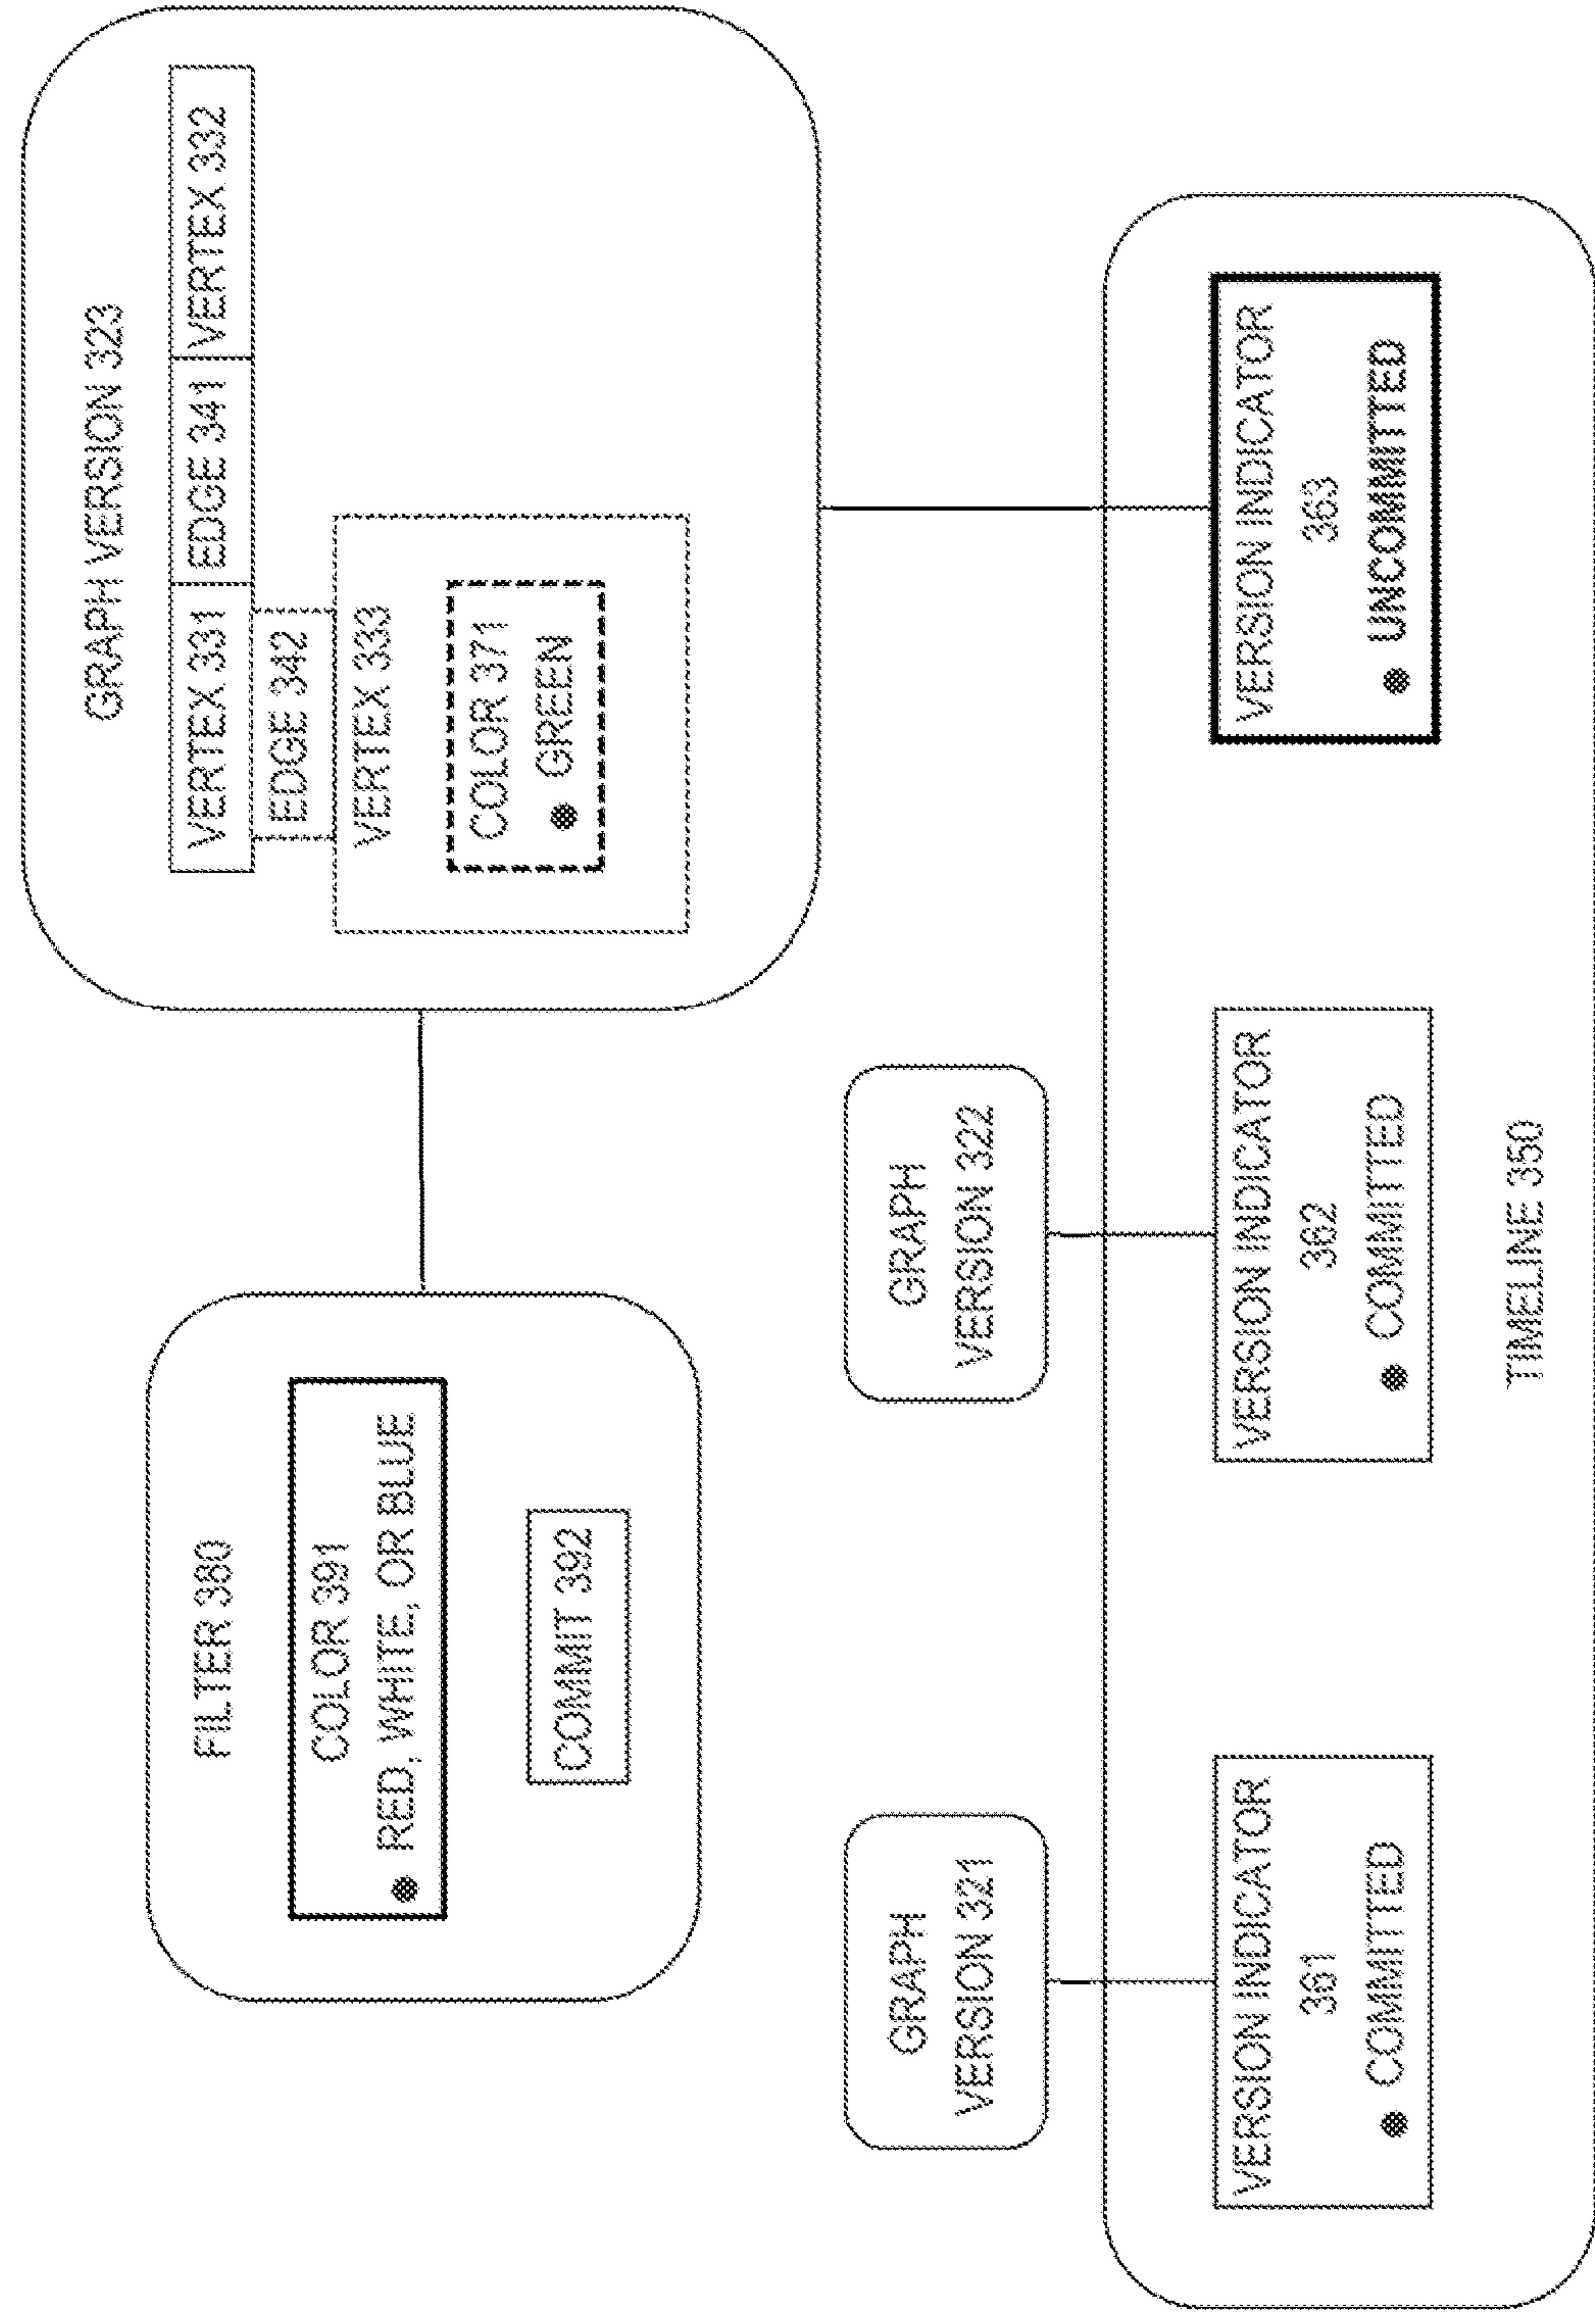 FILTER 380
COLOR 391
● RED, WHITE, OR BLUE
COMMIT 392
GRAPH VERSION 323
VERTEX 331 EDGE 341 VERTEX 332
EDGE 342
VERTEX 333
COLOR 371
● GREEN
GRAPH
VERSION 321
GRAPH
VERSION 322
VERSION INDICATOR
361
● COMMITTED
VERSION INDICATOR
362
● COMMITTED
VERSION INDICATOR
363
● UNCOMMITTED
TIMELINE 350